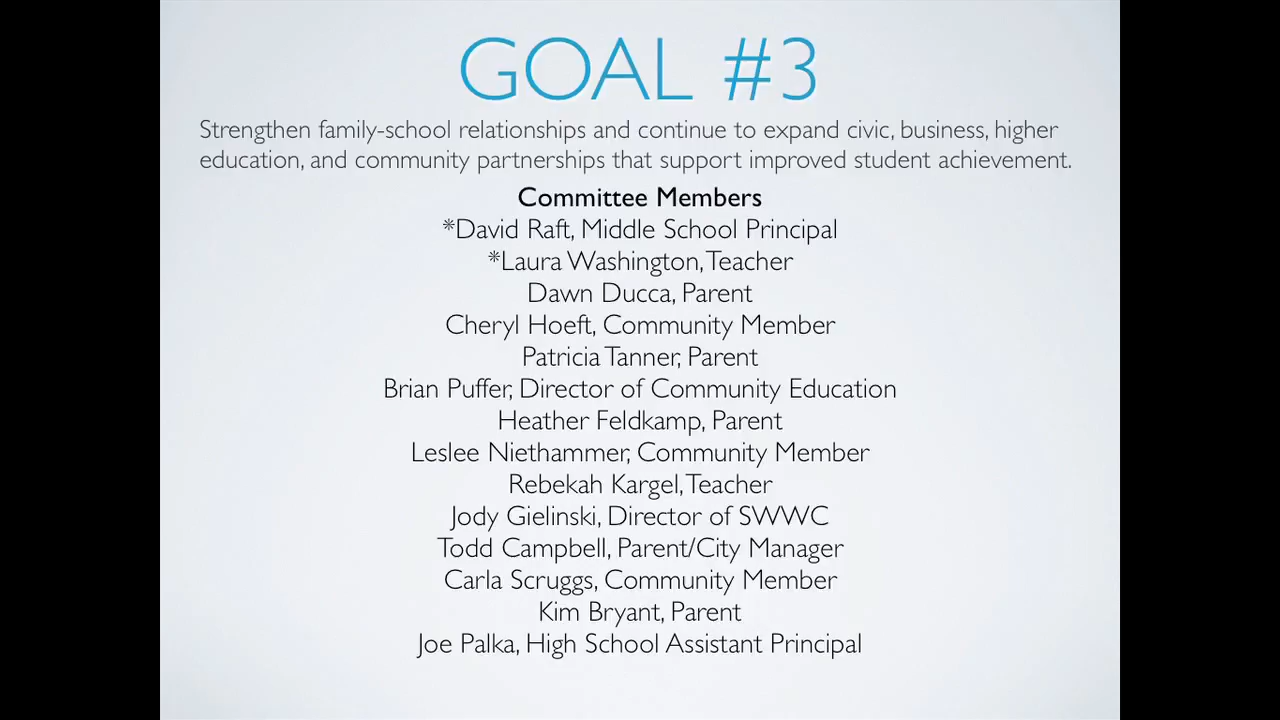 GOAL #3
Strengthen family-school relationships and continue to expand civic, business, higher
education, and community partnerships that support improved student achievement.
Committee Members
*David Raft, Middle School Principal
*Laura Washington, Teacher
Dawn Ducca, Parent
Cheryl Hoeft, Community Member
Patricia Tanner, Parent
Brian Puffer, Director of Community Education
Heather Feldkamp, Parent
Leslee Niethammer, Community Member
Rebekah Kargel, Teacher
Jody Gielinski, Director of SWWC
Todd Campbell, Parent/City Manager
Carla Scruggs, Community Member
Kim Bryant, Parent
Joe Palka, High School Assistant Principal